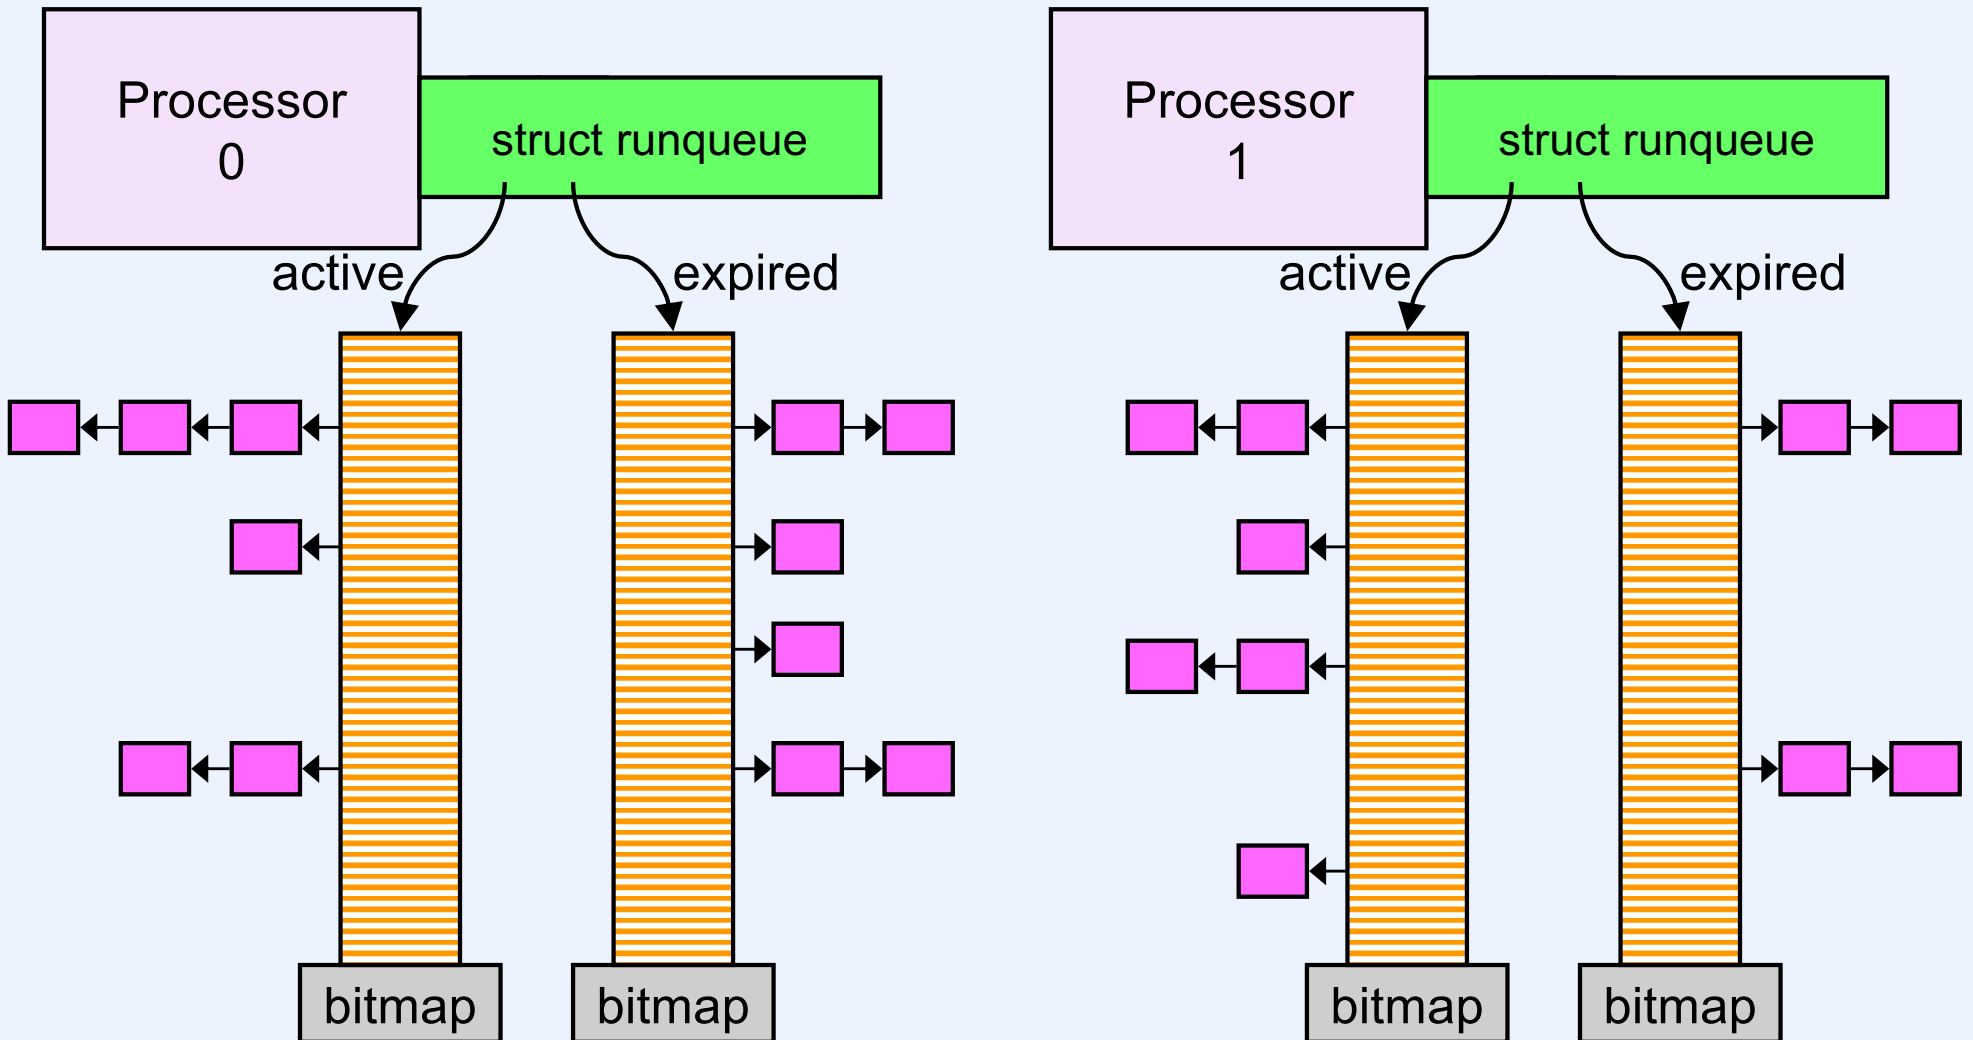 Processor
0
struct runqueue
active
expired
bitmap
bitmap
Processor
1
struct runqueue
active
expired
bitmap
bitmap